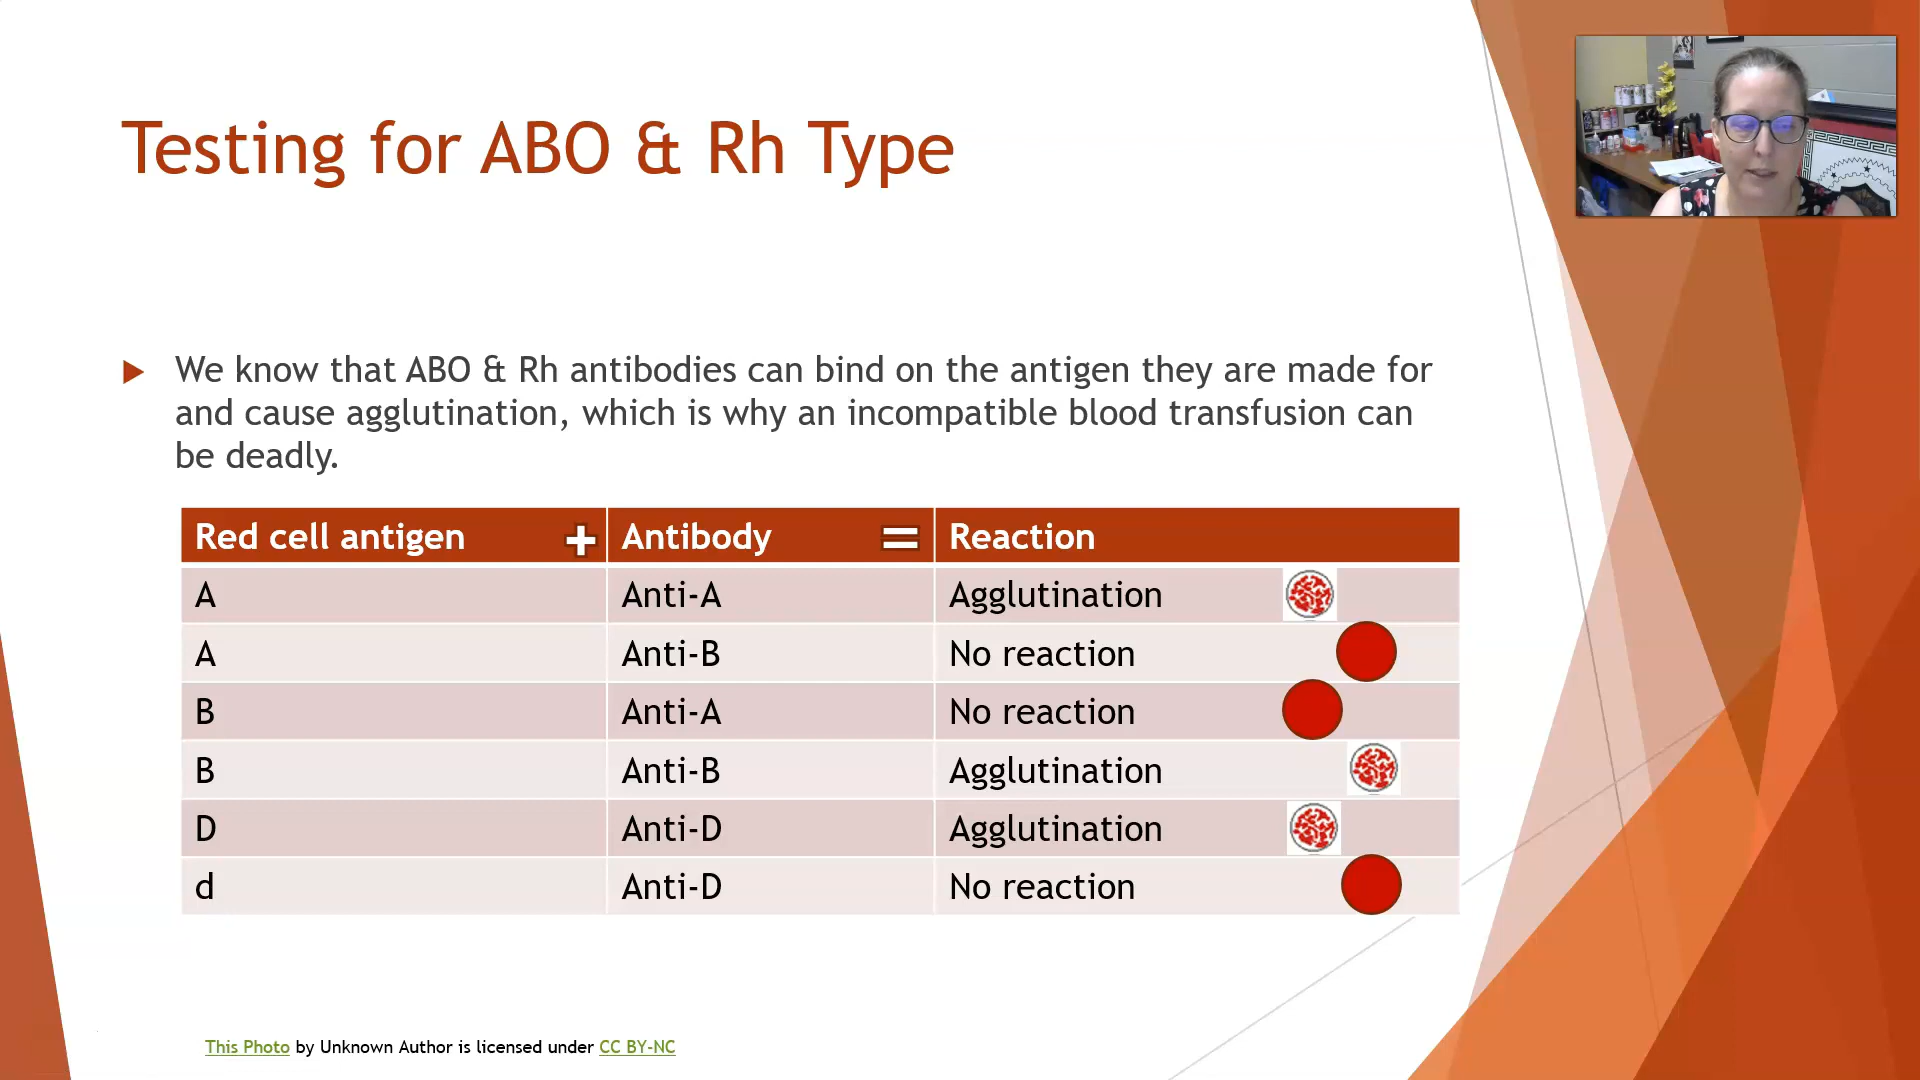 Testing for ABO & Rh Type
We know that ABO & Rh antibodies can bind on the antigen they are made for
and cause agglutination, which is why an incompatible blood transfusion can
be deadly.
Red cell antigen + Antibody = Reaction
A Anti-A Agglutination
A Anti-B No reaction
B Anti-A No reaction
B Anti-B Agglutination
D Anti-D Agglutination
d Anti-D No reaction
This Photo by Unknown Author is licensed under CC BY-NC